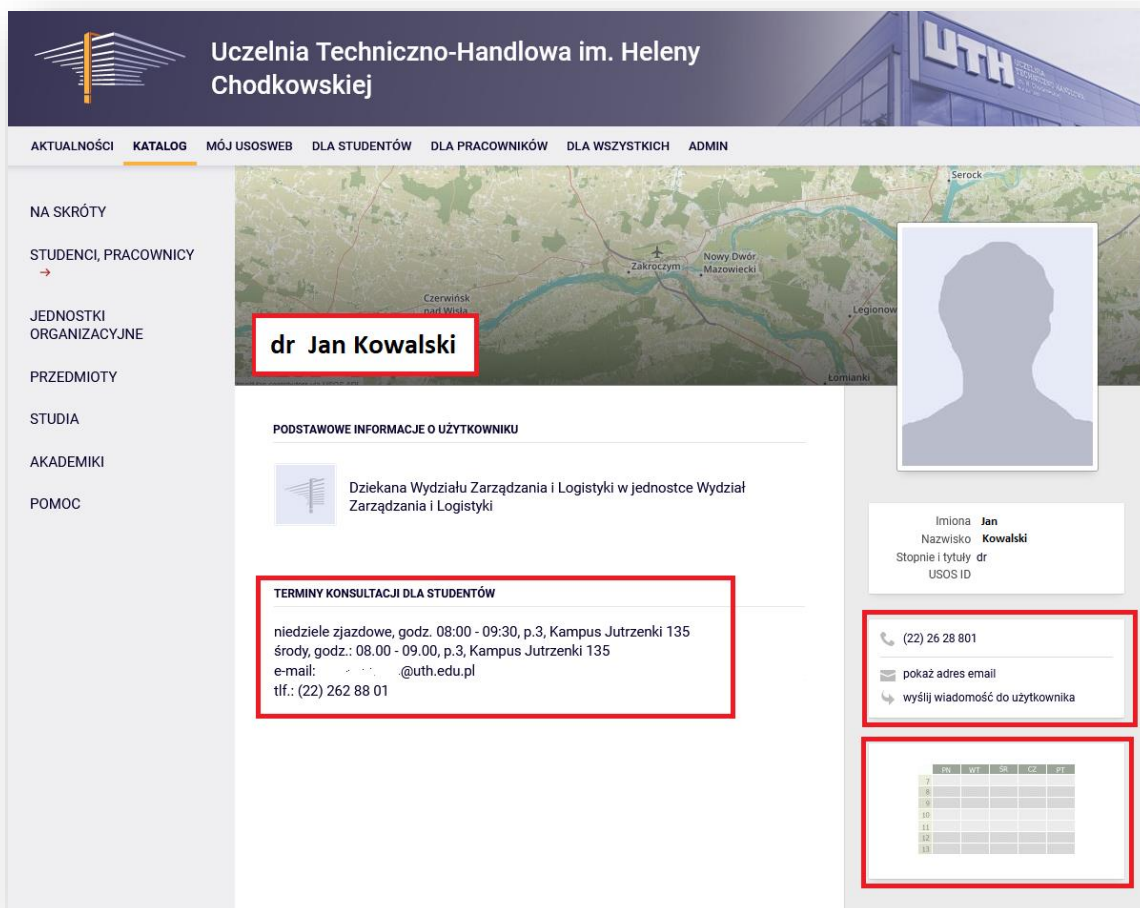 Uczelnia Techniczno-Handlowa im. Heleny
Chodkowskiej
UTH
UCZELNIA
AKTUALNOŚCI KATALOG MÓJ USOSWEB DLA STUDENTÓW DLA PRACOWNIKÓW DLA WSZYSTKICH ADMIN
NA SKRÓTY
STUDENCI, PRACOWNICY
→
JEDNOSTKI
ORGANIZACYJNE
PRZEDMIOTY
STUDIA
AKADEMIKI
POMOC
Serock
Zakroczym
Nowy Dwór
Mazowiecki
Czerwińsk
nad Wisłą
Legionow
Łomianki
dr Jan Kowalski
PODSTAWOWE INFORMACJE O UŻYTKOWNIKU
Dziekana Wydziału Zarządzania i Logistyki w jednostce Wydział
Zarządzania i Logistyki
TERMINY KONSULTACJI DLA STUDENTÓW
niedziele zjazdowe, godz. 08:00 - 09:30, p.3, Kampus Jutrzenki 135
środy, godz.: 08.00 - 09.00, p.3, Kampus Jutrzenki 135
e-mail: @uth.edu.pl
tlf.: (22) 262 88 01
Imiona Jan
Nazwisko Kowalski
Stopnie i tytuły dr
USOS ID
(22) 26 28 801
pokaż adres email
wyślij wiadomość do użytkownika
PN WT ŚR CZ PT
7
8
9
10
11
12
13